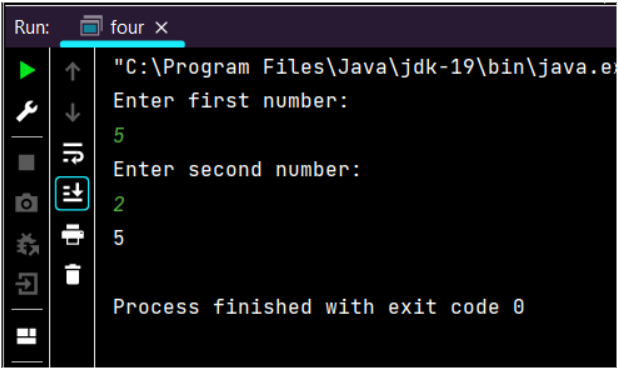 Run: four ×
"C:\Program Files\Java\jdk-19\bin\java.e
Enter first number:
5
Enter second number:
2
5
Process finished with exit code 0